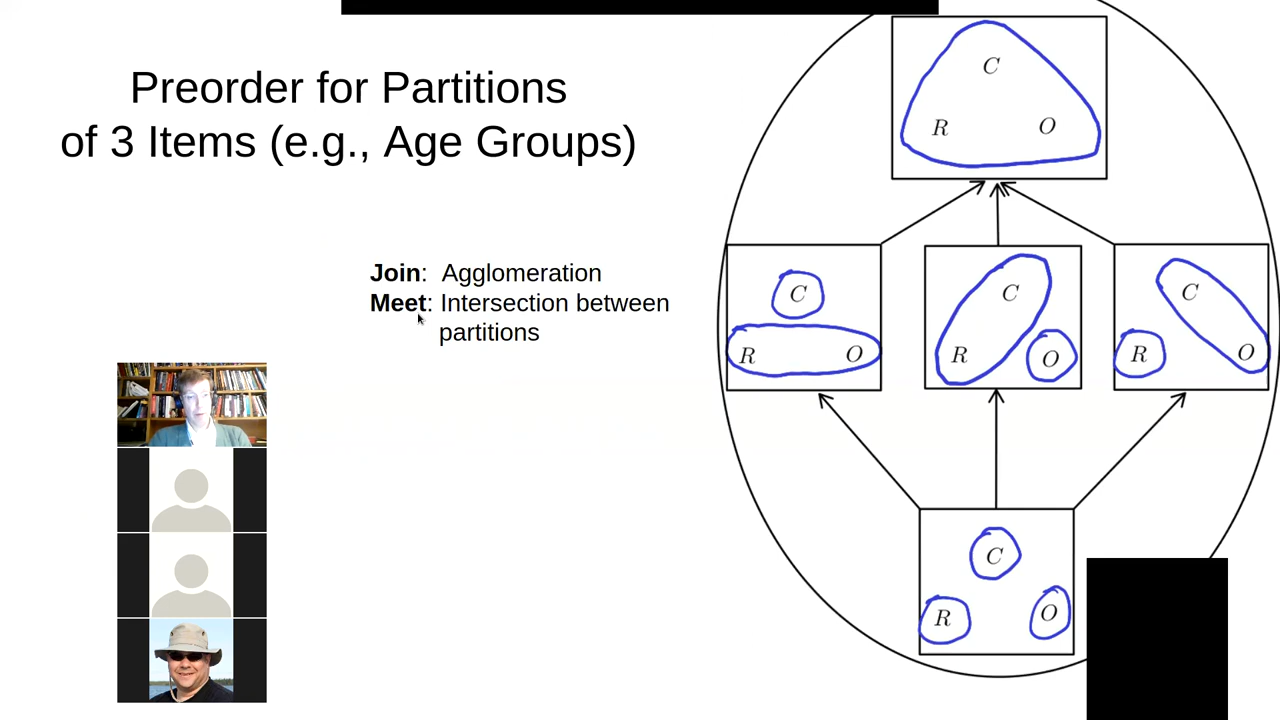 Preorder for Partitions
of 3 Items (e.g., Age Groups)
Join: Agglomeration
Meet: Intersection between
partitions
C
R O
C
R O
C
R O
C
R O
C
R O